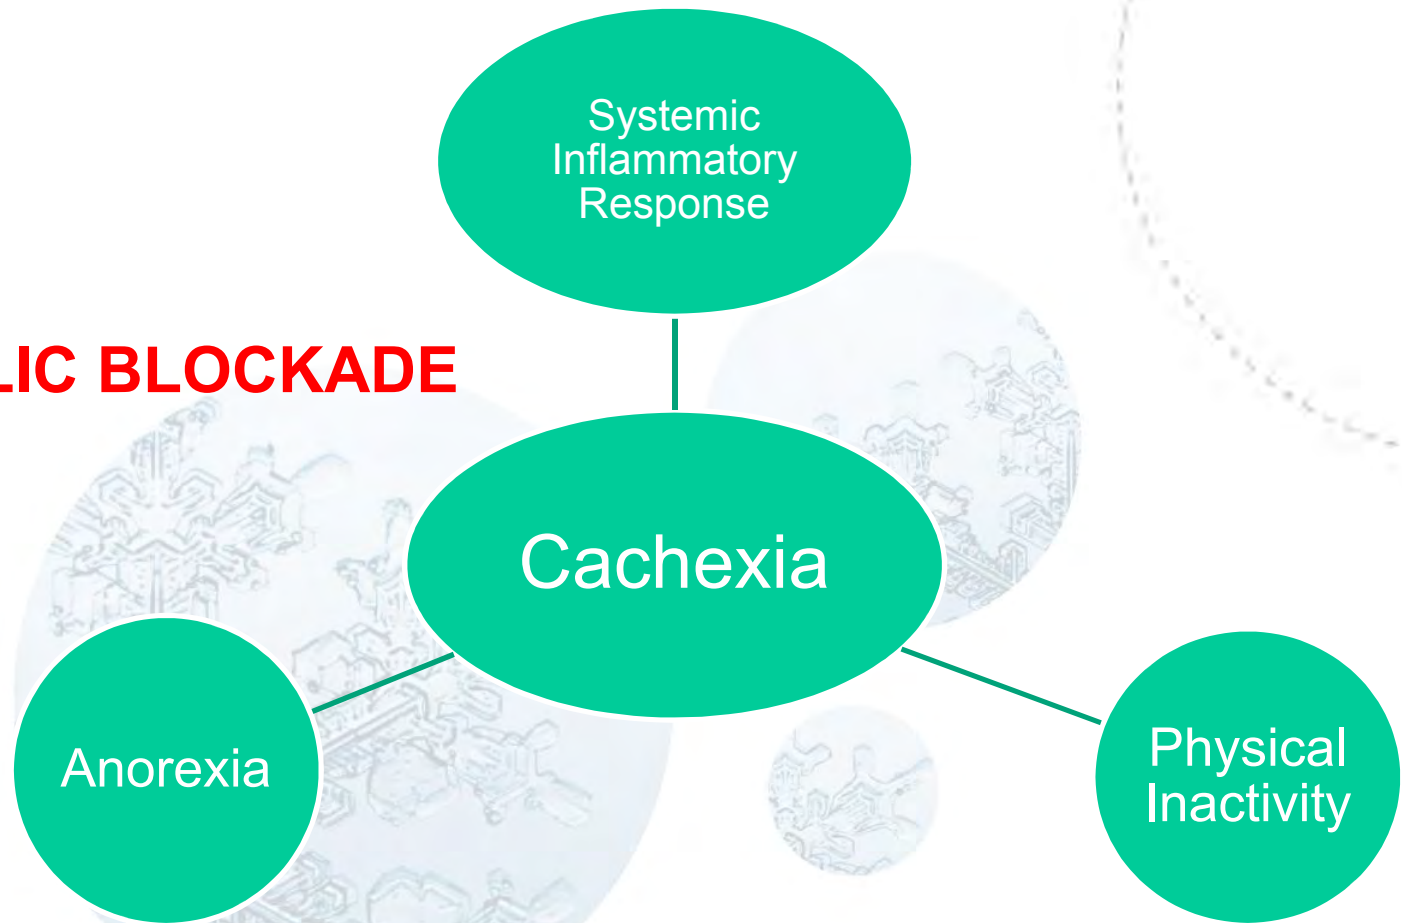 Systemic
Inflammatory
Response
LIC BLOCKADE
Cachexia
Anorexia
Physical
Inactivity